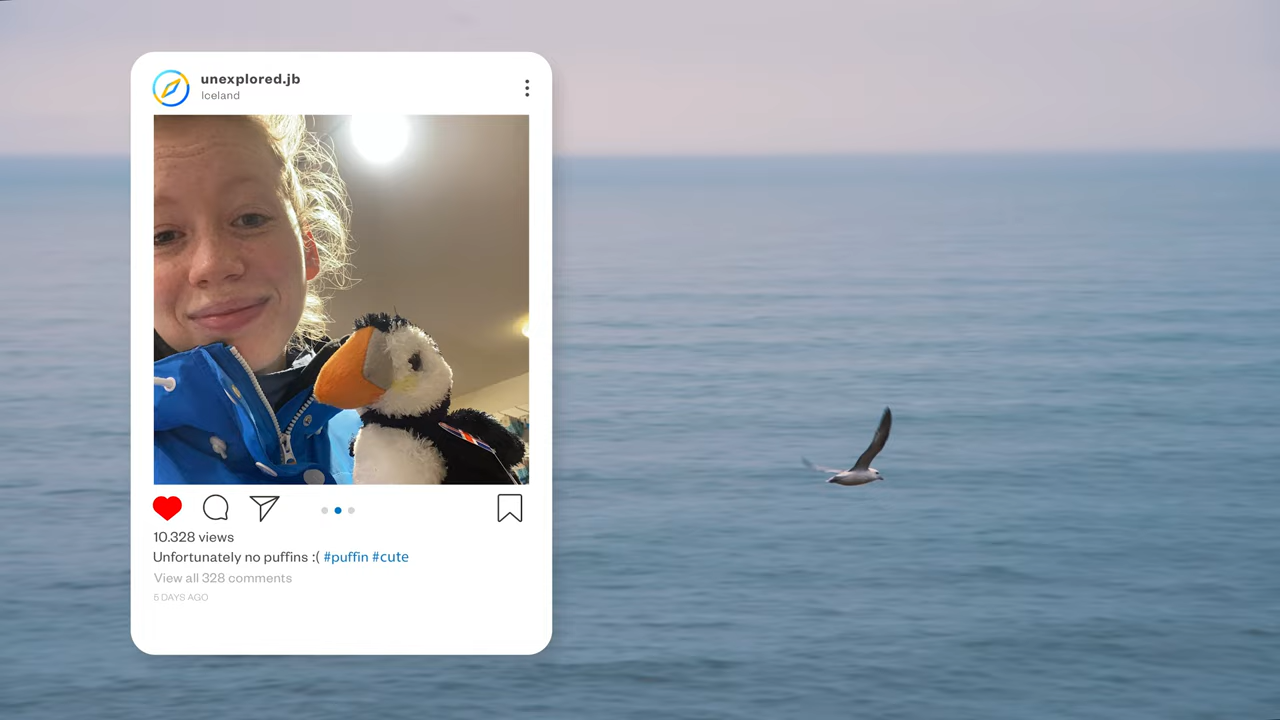 unexplored.jb
Iceland
10.328 views
Unfortunately no puffins :( #puffin #cute
View all 328 comments
5 DAYS AGO